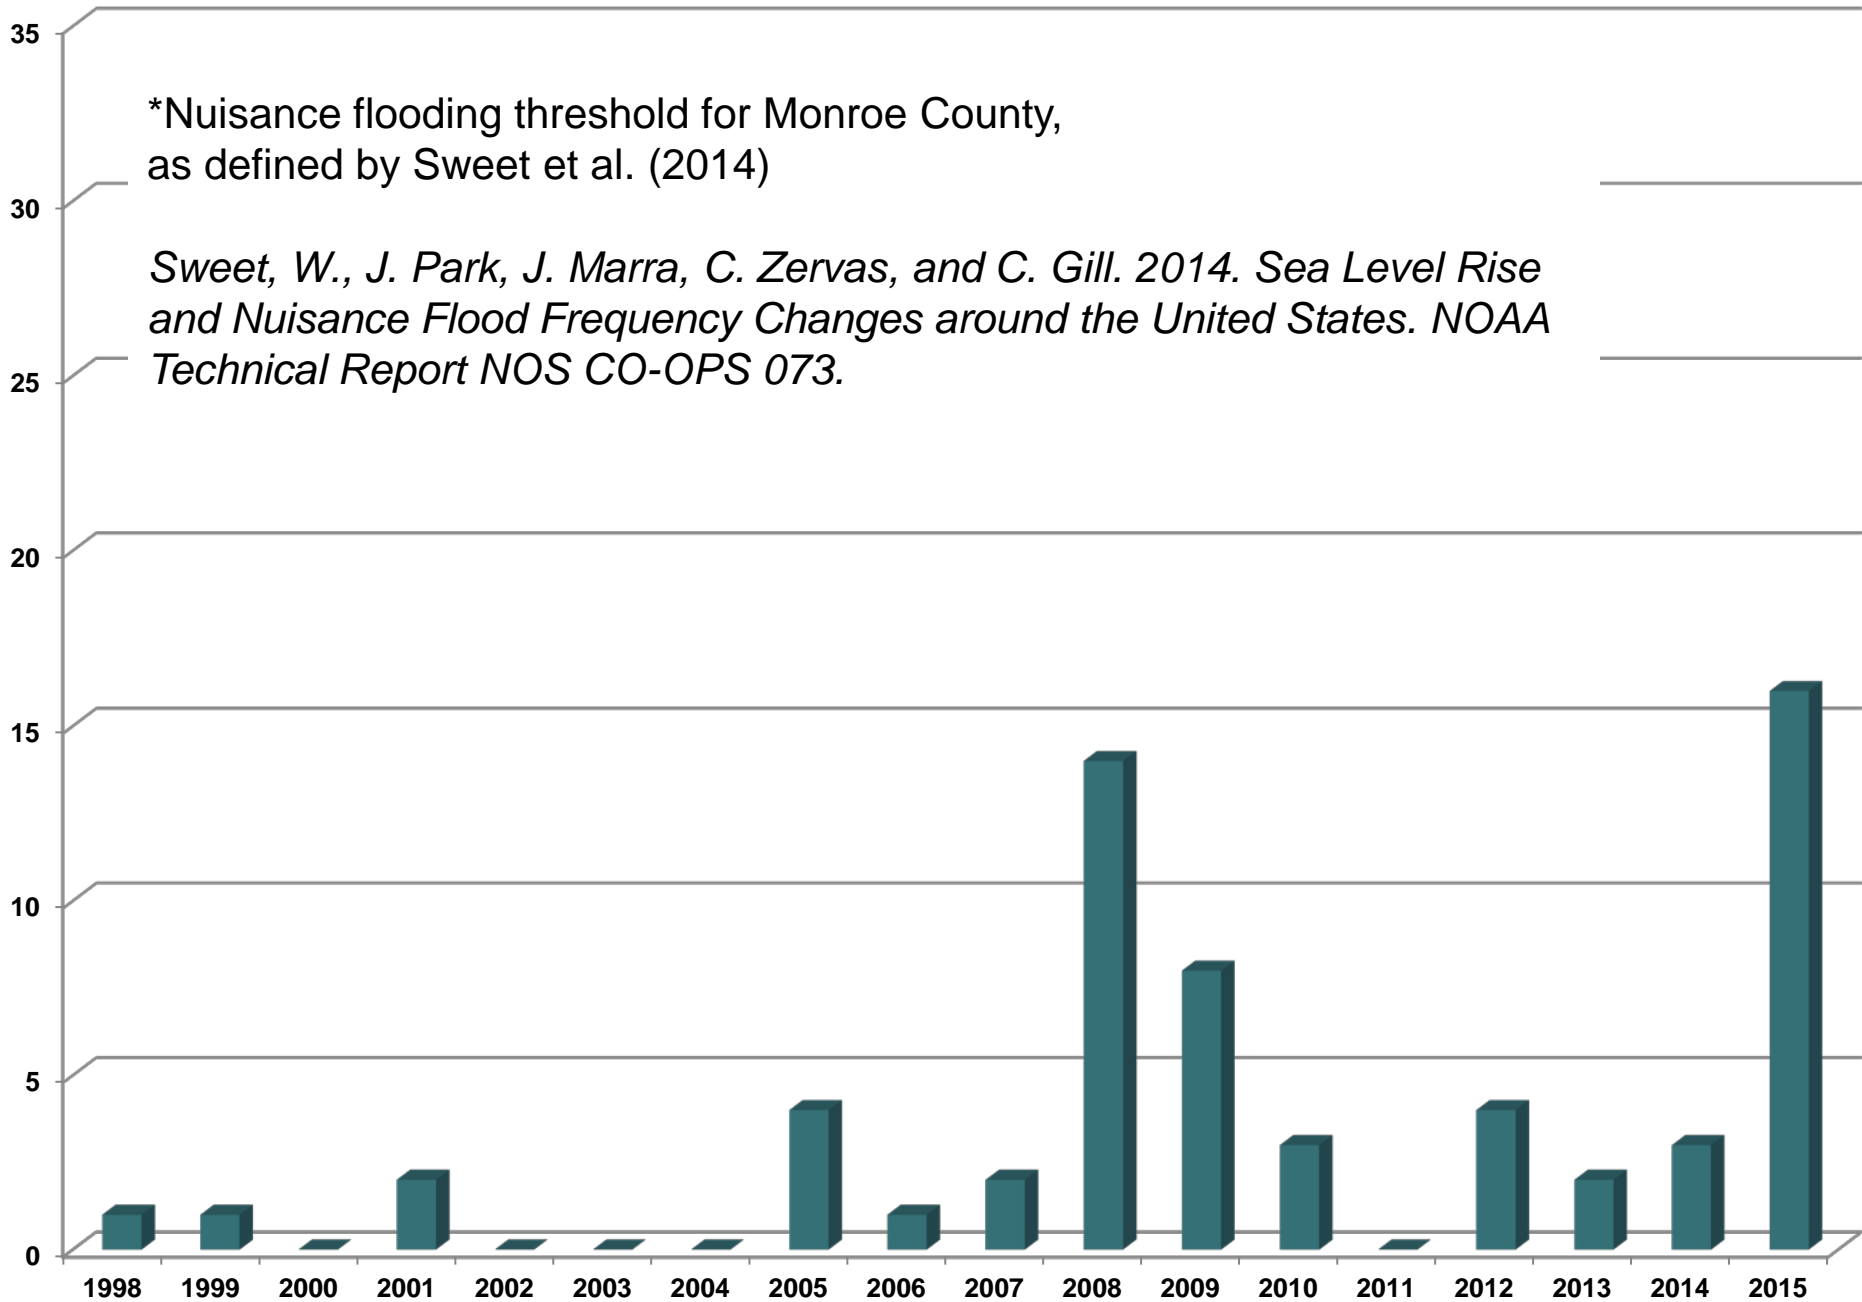 35
*Nuisance flooding threshold for Monroe County,
as defined by Sweet et al. (2014)
30
Sweet, W., J. Park, J. Marra, C. Zervas, and C. Gill. 2014. Sea Level Rise
and Nuisance Flood Frequency Changes around the United States. NOAA
Technical Report NOS CO-OPS 073.
25
20
15
10
5
0
1998 1999 2000 2001 2002 2003 2004 2005 2006 2007 2008 2009 2010 2011 2012 2013 2014 2015